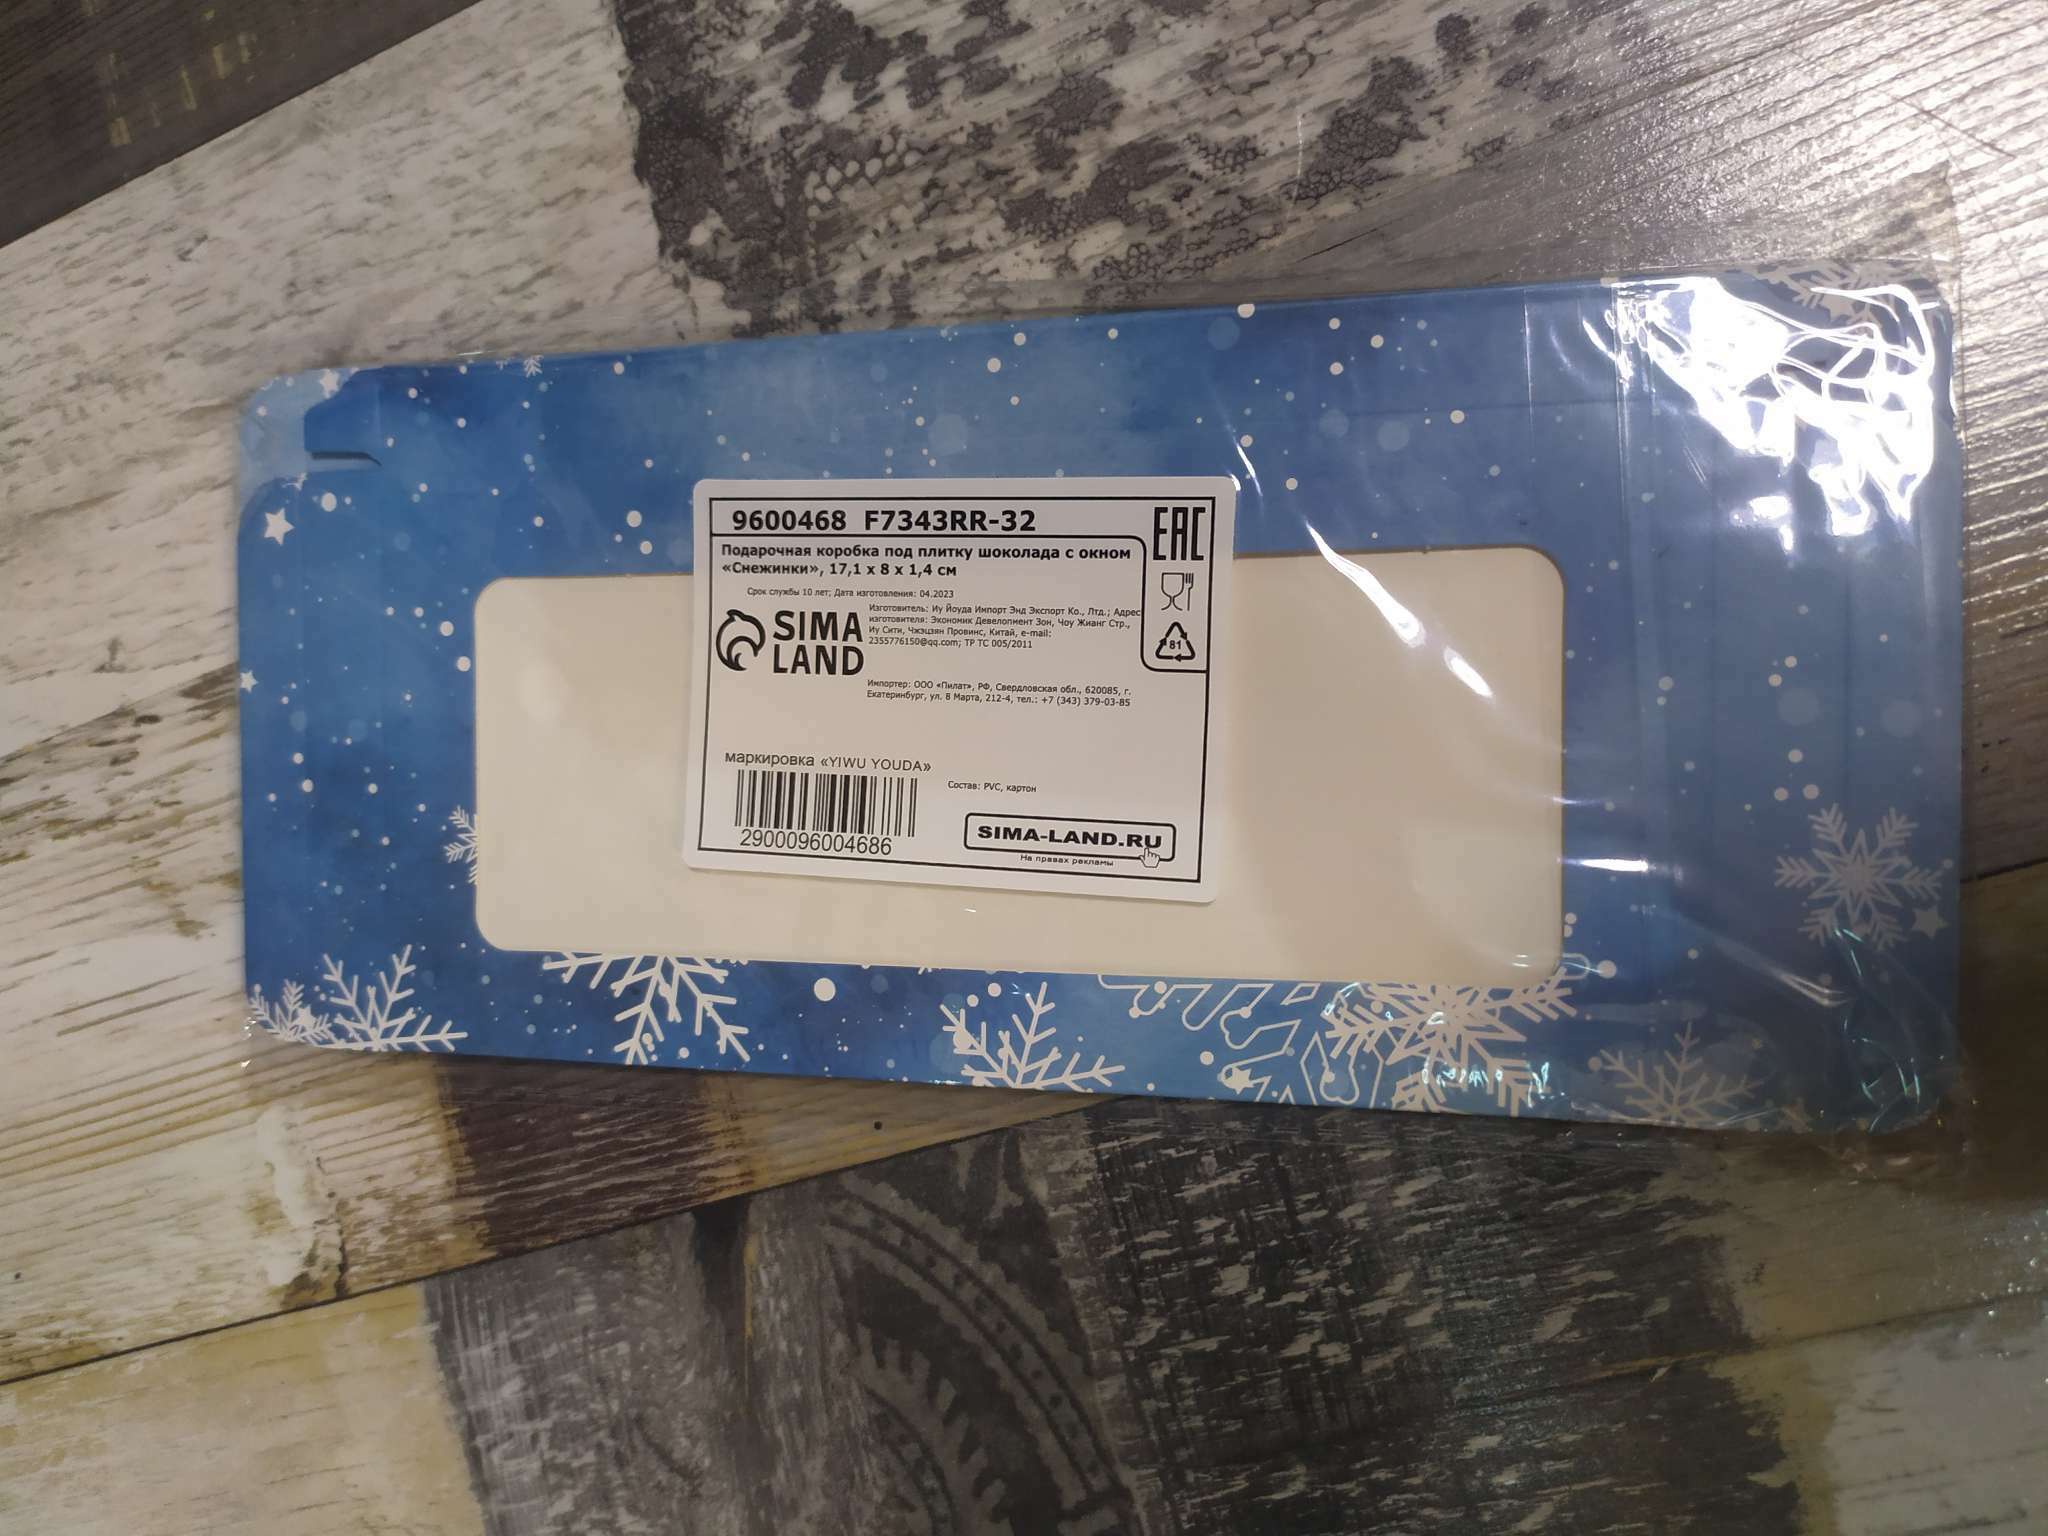 9600468 F7343RR-32
EAC
Подарочная коробка под плитку шоколада с окном
«Снежинки», 17,1 х 8 х 1,4 см
Срок службы 10 лет; Дата изготовления: 04.2023
SIMA
LAND
Изготовитель: Иу Йоуда Импорт Энд Экспорт Ко., Лтд.; Адрес
изготовителя: Экономик Девелопмент Зон, Чоу Жианг Стр.,
Иу Сити, Чжэцзян Провинс, Китай, e-mail:
2355776150@qq.com; ТР ТС 005/2011
81
Импортер: ООО «Пилат», РФ, Свердловская обл., 620085, г.
Екатеринбург, ул. 8 Марта, 212-4, тел.: +7 (343) 379-03-85
маркировка «YIWU YOUDA»
Состав: PVC, картон
2900096004686
SIMA-LAND.RU
На правах рекламы